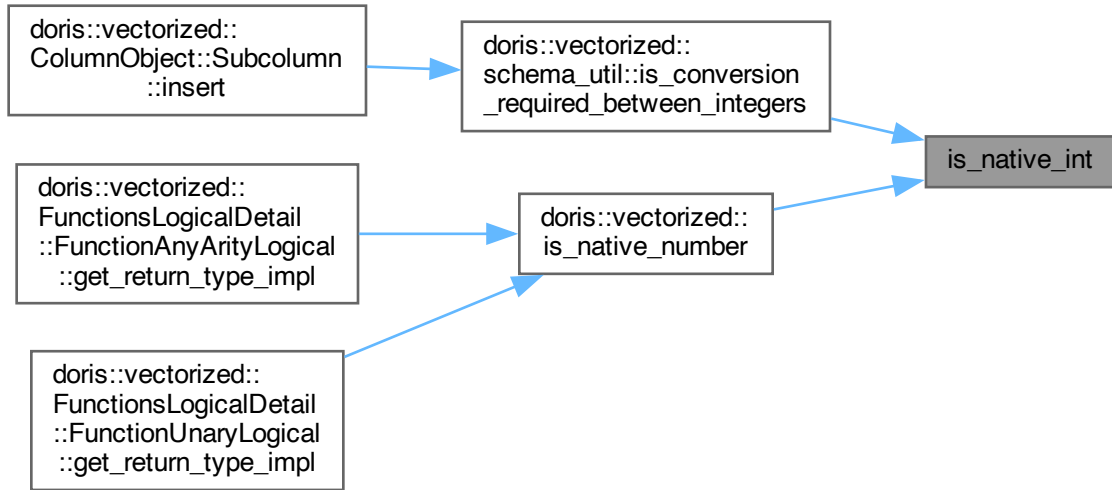 doris::vectorized::
ColumnObject::Subcolumn
::insert
doris::vectorized::
schema_util::is_conversion
_required_between_integers
is_native_int
doris::vectorized::
FunctionsLogicalDetail
::FunctionAnyArityLogical
::get_return_type_impl
doris::vectorized::
is_native_number
doris::vectorized::
FunctionsLogicalDetail
::FunctionUnaryLogical
::get_return_type_impl